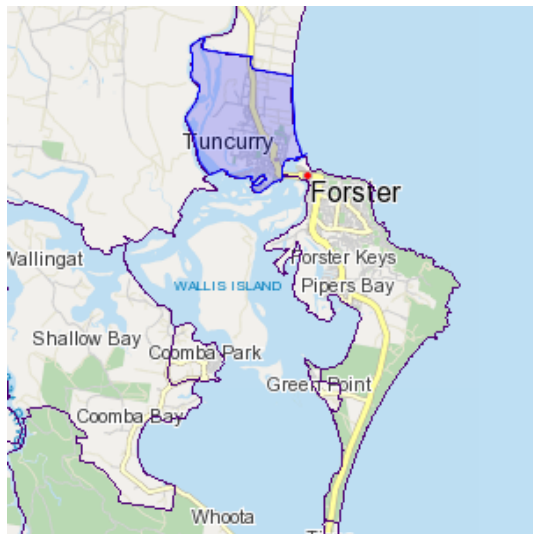 Tuncurry
Forster
Wallingat
Forster Keys
WALLIS ISLAND
Pipers Bay
Shallow Bay
Coomba Park
Green Point
Coomba Bay
Whoota